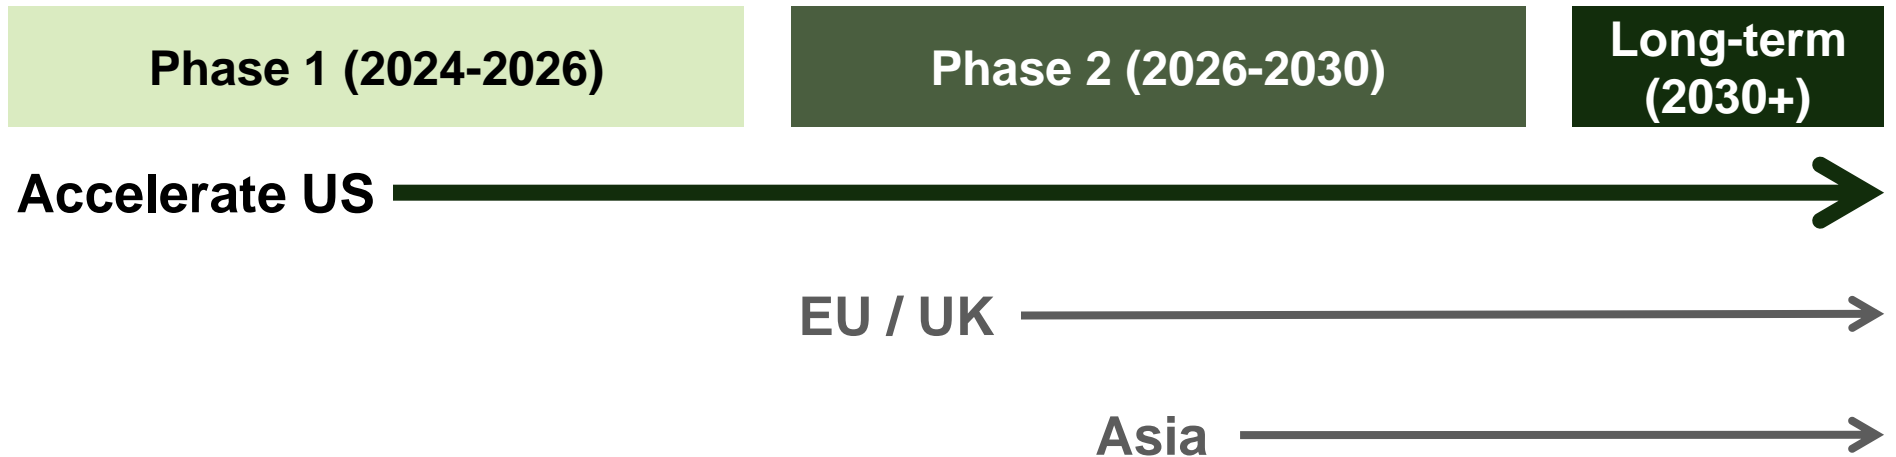 Phase 1 (2024-2026)
Phase 2 (2026-2030)
Long-term
(2030+)
Accelerate US
EU / UK
Asia